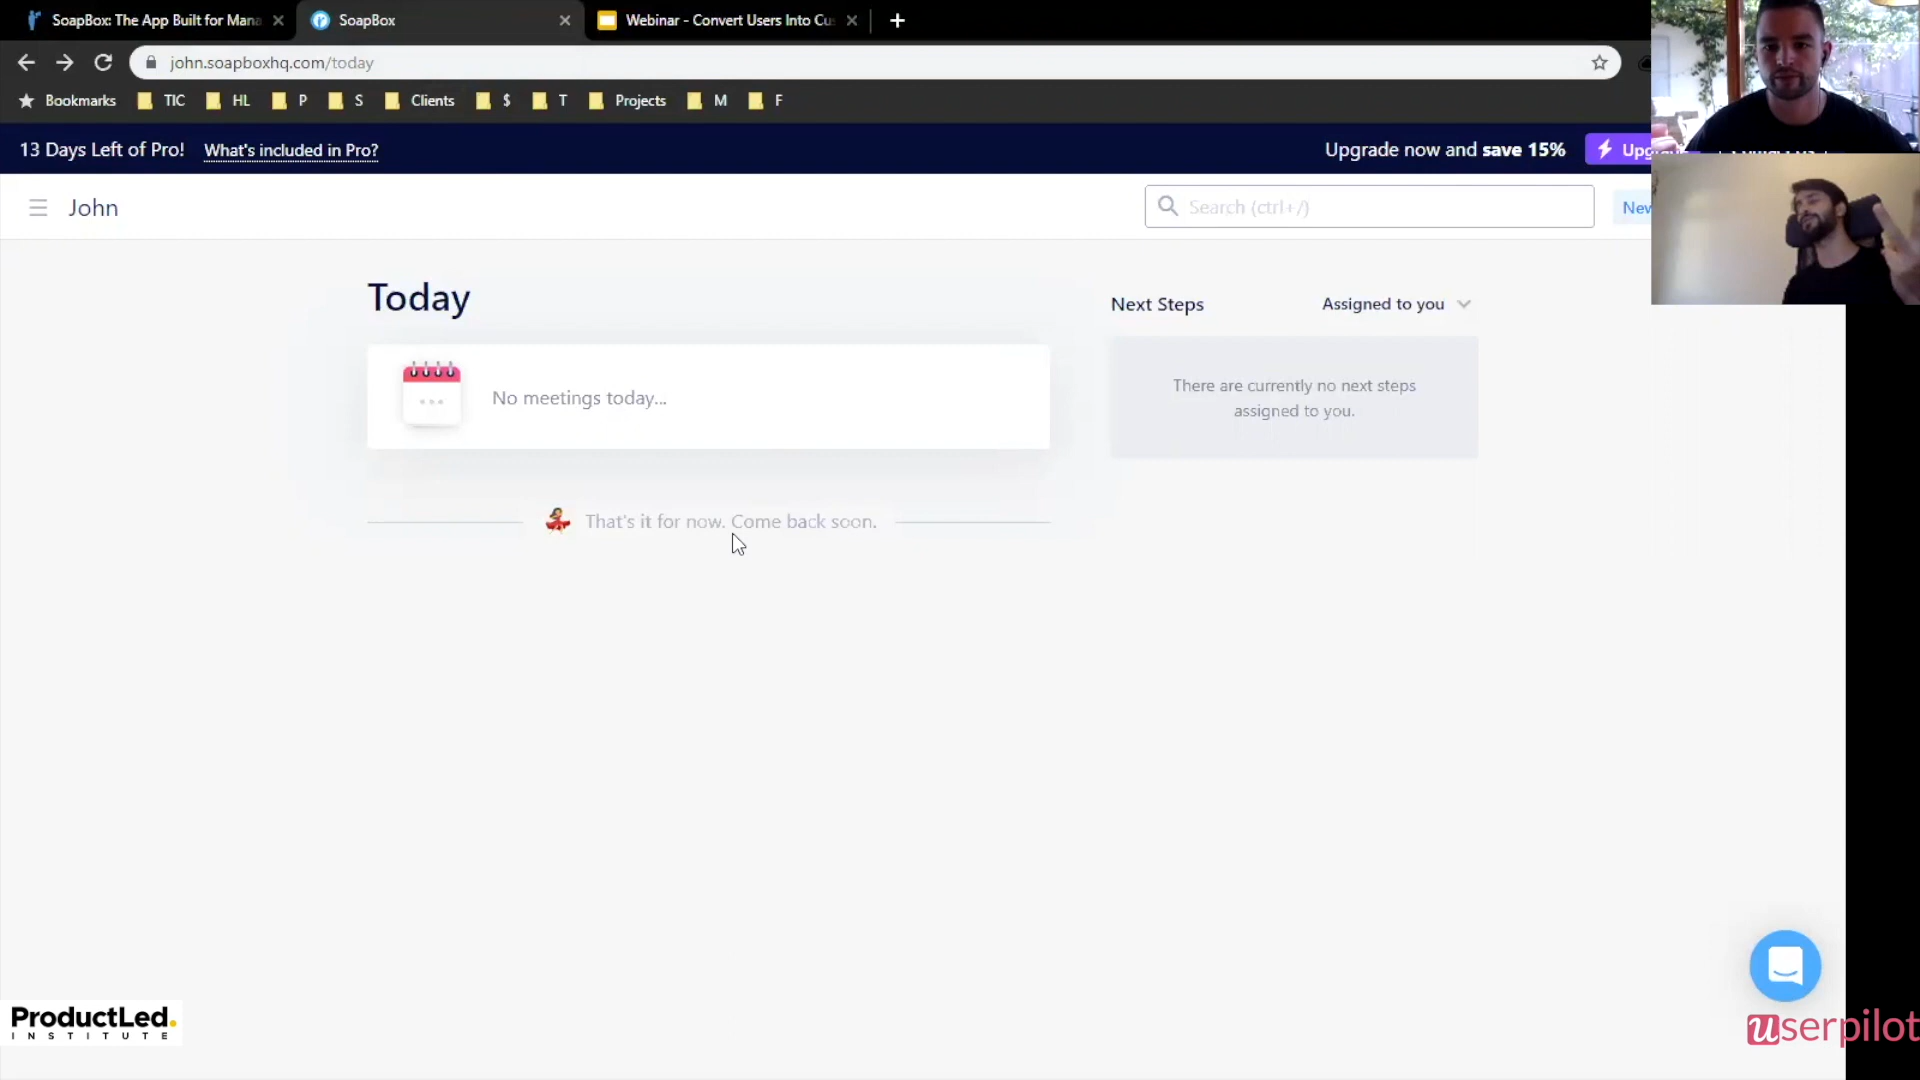 SoapBox: The App Built for Mana
SoapBox
Webinar - Convert Users Into Cu
john.soapboxhq.com/today
Bookmarks
TIC
HL
P
S
Clients
$
T
Projects
M
F
13 Days Left of Pro!
What's included in Pro?
Upgrade now and save 15%
John
Search (ctrl+/)
New
Today
Next Steps
Assigned to you
No meetings today...
There are currently no next steps
assigned to you.
That's it for now. Come back soon.
ProductLed.
INSTITUTE
userpilot